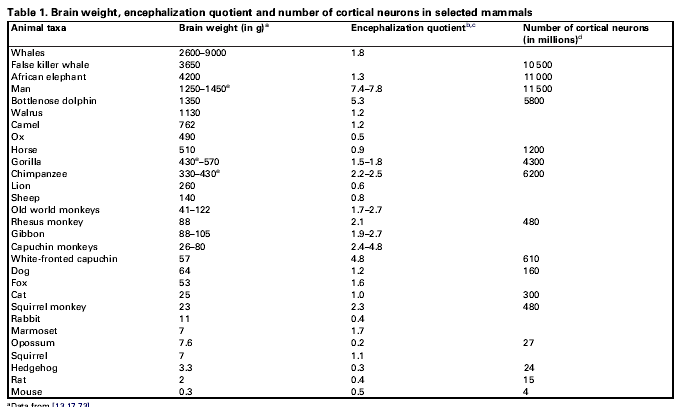 Table 1. Brain weight, encephalization quotient and number of cortical neurons in selected mammals
Animal taxa Brain weight (in g)ᵃ Encephalization quotientᵇ,ᶜ Number of cortical neurons
(in millions)ᵈ
Whales 2600–9000 1.8
False killer whale 3650 10 500
African elephant 4200 1.3 11 000
Man 1250–1450ᵉ 7.4–7.8 11 500
Bottlenose dolphin 1350 5.3 5800
Walrus 1130 1.2
Camel 762 1.2
Ox 490 0.5
Horse 510 0.9 1200
Gorilla 430ᵉ–570 1.5–1.8 4300
Chimpanzee 330–430ᵉ 2.2–2.5 6200
Lion 260 0.6
Sheep 140 0.8
Old world monkeys 41–122 1.7–2.7
Rhesus monkey 88 2.1 480
Gibbon 88–105 1.9–2.7
Capuchin monkeys 26–80 2.4–4.8
White-fronted capuchin 57 4.8 610
Dog 64 1.2 160
Fox 53 1.6
Cat 25 1.0 300
Squirrel monkey 23 2.3 480
Rabbit 11 0.4
Marmoset 7 1.7
Opossum 7.6 0.2 27
Squirrel 7 1.1
Hedgehog 3.3 0.3 24
Rat 2 0.4 15
Mouse 0.3 0.5 4
ᵃData from [13,17,73]